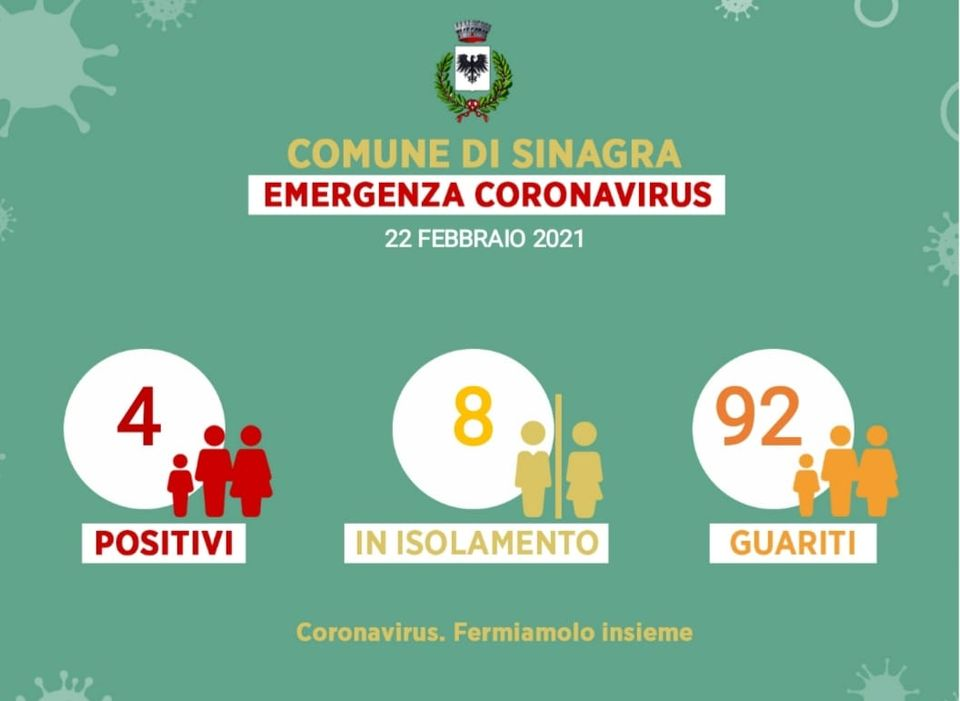 COMUNE DI SINAGRA
EMERGENZA CORONAVIRUS
22 FEBBRAIO 2021
4
POSITIVI
8
IN ISOLAMENTO
92
GUARITI
Coronavirus. Fermiamolo insieme